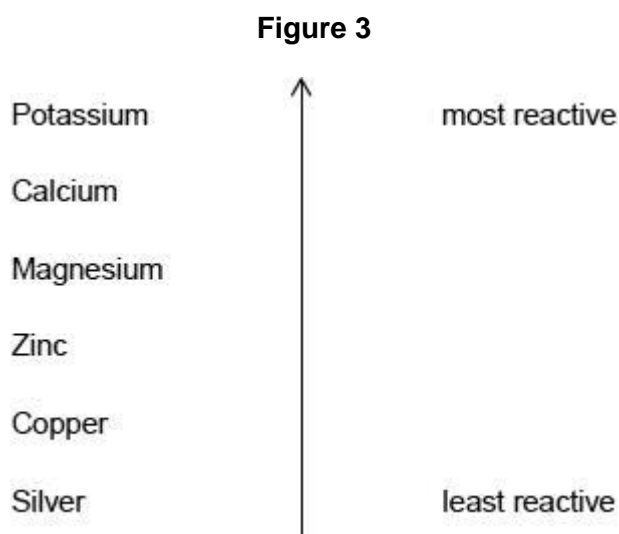 Figure 3
Potassium most reactive
Calcium
Magnesium
Zinc
Copper
Silver least reactive